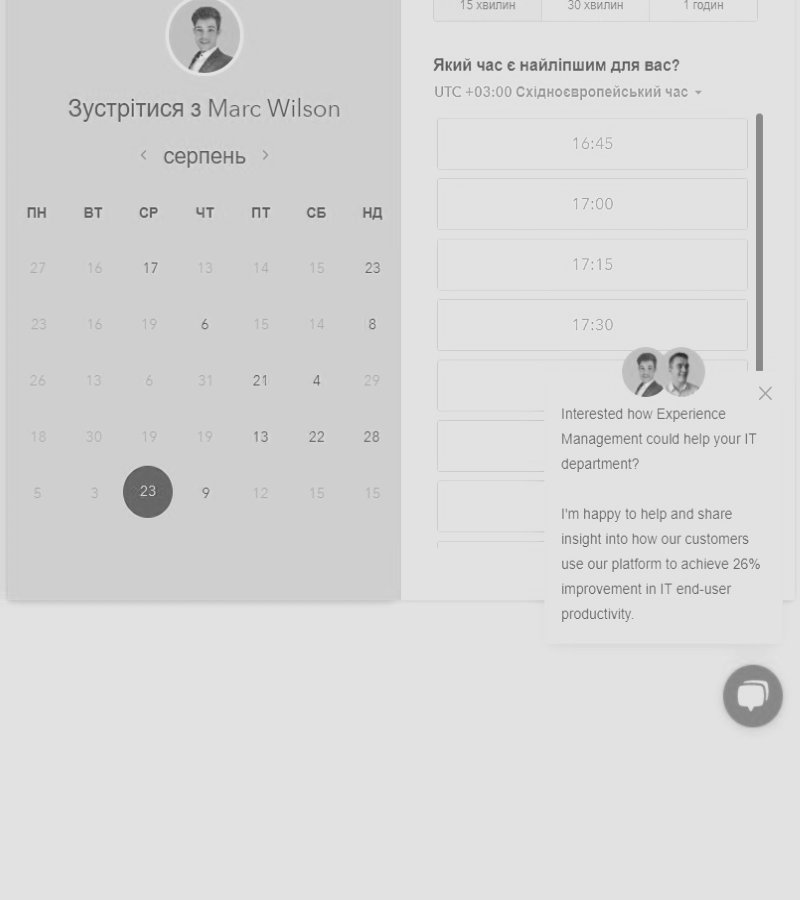 Зустрітися з Marc Wilson
серпень
ПН ВТ СР ЧТ ПТ СБ НД
27 16 17 13 14 15 23
23 16 19 6 15 14 8
26 13 6 31 21 4 29
18 30 19 19 13 22 28
5 3 23 9 12 15 15
15 хвилин 30 хвилин 1 годин
Який час є найліпшим для вас?
UTC +03:00 Східноєвропейський час
16:45
17:00
17:15
17:30
Interested how Experience
Management could help your IT
department?
I'm happy to help and share
insight into how our customers
use our platform to achieve 26%
improvement in IT end-user
productivity.